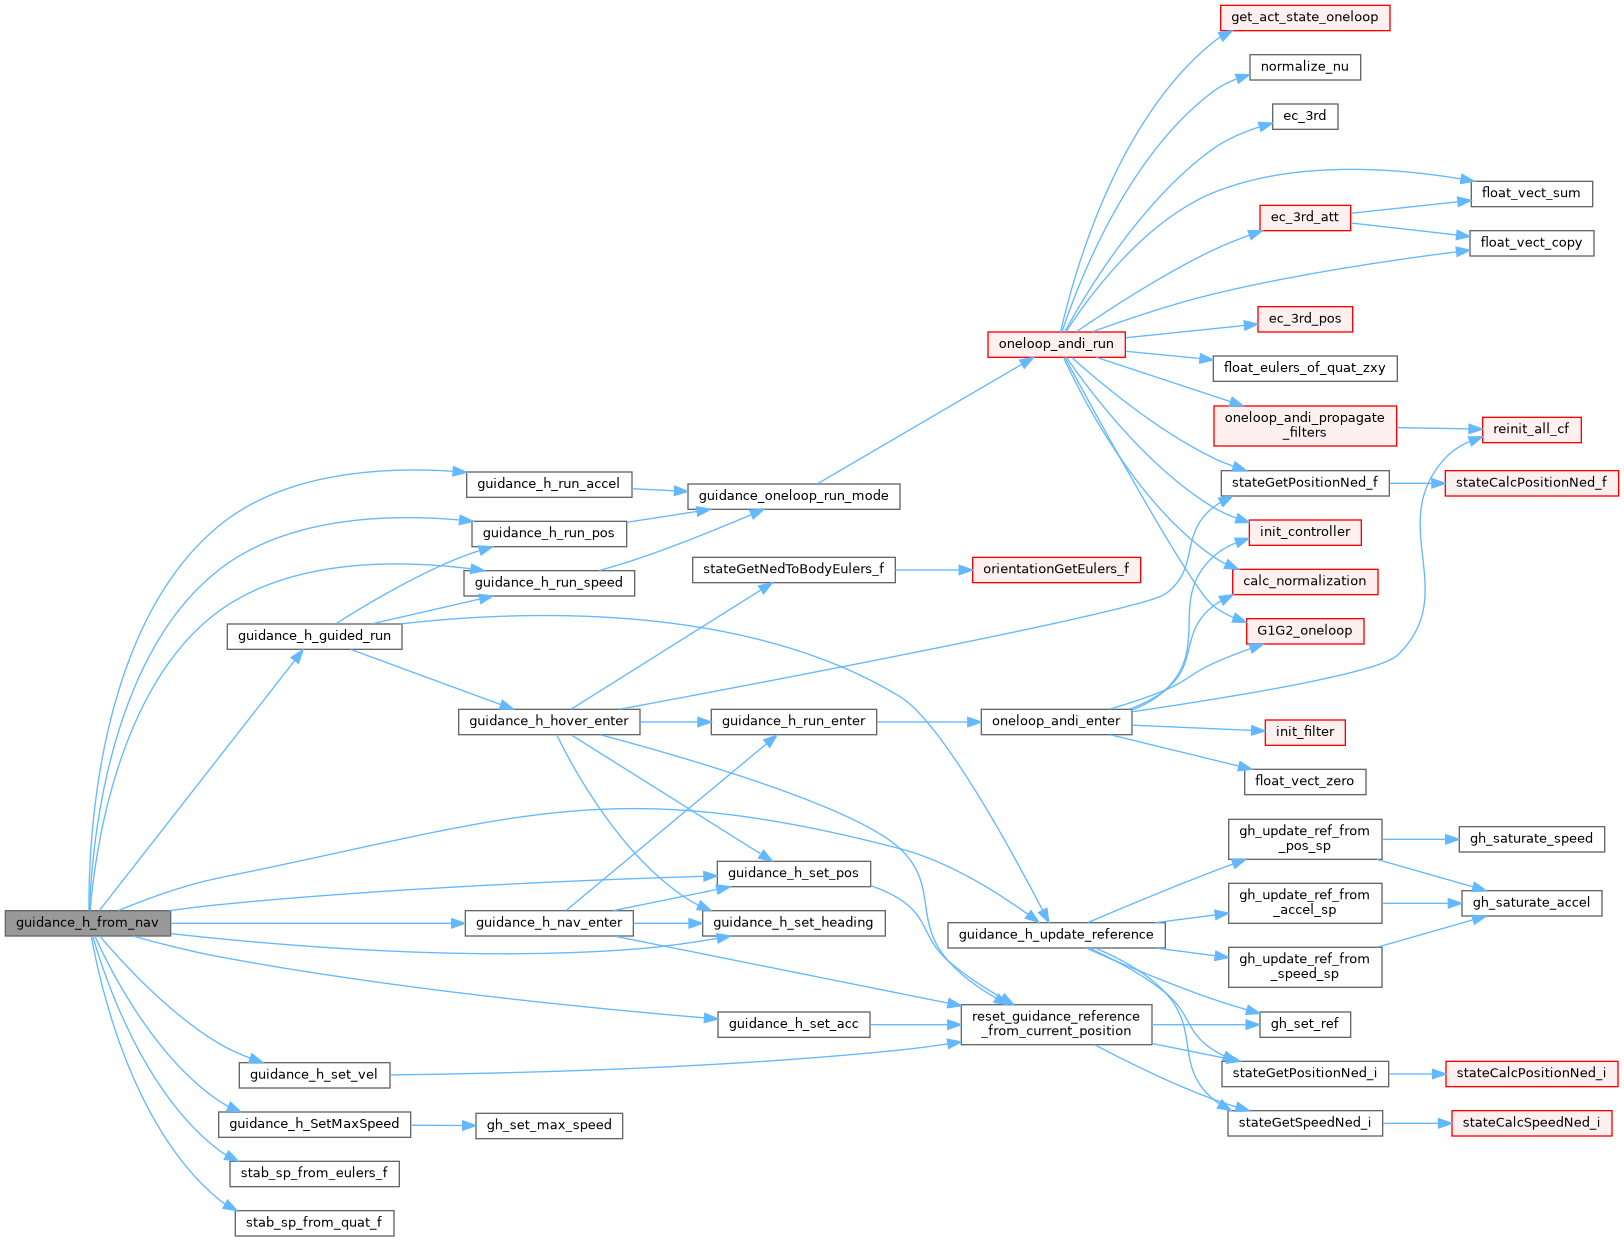 get_act_state_oneloop
normalize_nu
ec_3rd
float_vect_sum
ec_3rd_att
float_vect_copy
ec_3rd_pos
oneloop_andi_run
float_eulers_of_quat_zxy
oneloop_andi_propagate
_filters
reinit_all_cf
guidance_h_run_accel
guidance_oneloop_run_mode
stateGetPositionNed_f
stateCalcPositionNed_f
guidance_h_run_pos
init_controller
stateGetNedToBodyEulers_f
orientationGetEulers_f
guidance_h_run_speed
calc_normalization
guidance_h_guided_run
G1G2_oneloop
guidance_h_hover_enter
guidance_h_run_enter
oneloop_andi_enter
init_filter
float_vect_zero
gh_update_ref_from
_pos_sp
gh_saturate_speed
guidance_h_set_pos
gh_update_ref_from
_accel_sp
gh_saturate_accel
guidance_h_from_nav
guidance_h_nav_enter
guidance_h_set_heading
guidance_h_update_reference
gh_update_ref_from
_speed_sp
guidance_h_set_acc
reset_guidance_reference
_from_current_position
gh_set_ref
guidance_h_set_vel
stateGetPositionNed_i
stateCalcPositionNed_i
guidance_h_SetMaxSpeed
gh_set_max_speed
stateGetSpeedNed_i
stateCalcSpeedNed_i
stab_sp_from_eulers_f
stab_sp_from_quat_f